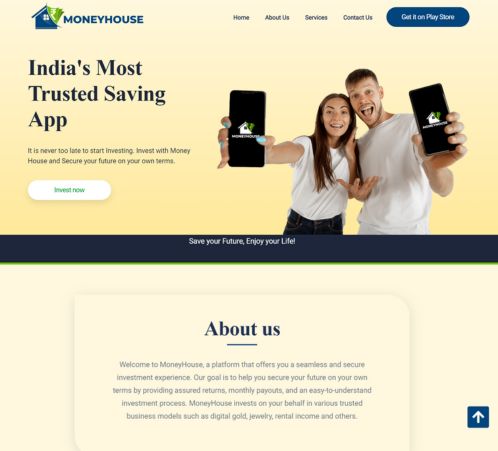 MONEYHOUSE
Home
About Us
Services
Contact Us
Get it on Play Store
India's Most
Trusted Saving
App
It is never too late to start Investing. Invest with Money
House and Secure your future on your own terms.
Invest now
MONEYHOUSE
MONEYHOUSE
Save your Future, Enjoy your Life!
About us
Welcome to MoneyHouse, a platform that offers you a seamless and secure
investment experience. Our goal is to help you secure your future on your own
terms by providing assured returns, monthly payouts, and an easy-to-understand
investment process. MoneyHouse invests on your behalf in various trusted
business models such as digital gold, jewelry, rental income and others.